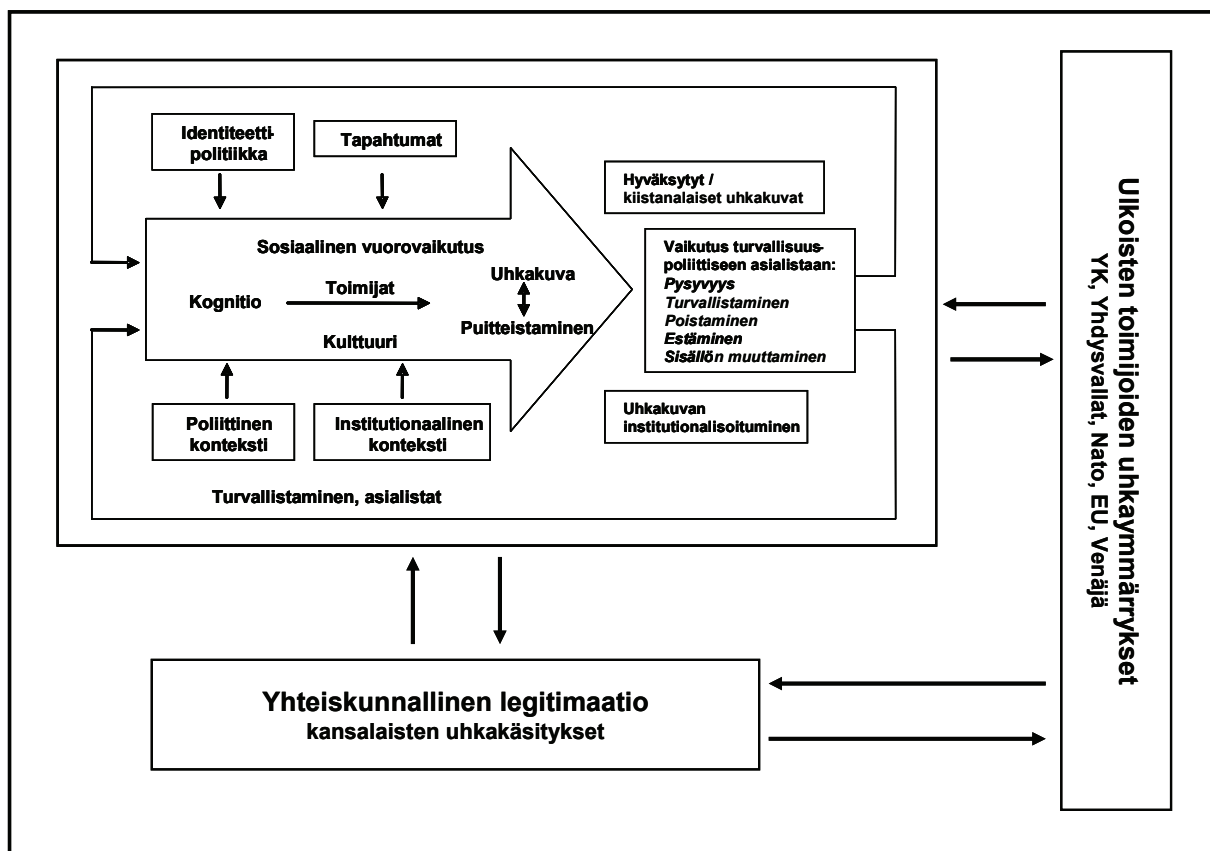 Identiteetti-
politiikka
Tapahtumat
Sosiaalinen vuorovaikutus
Kognitio
Toimijat
Uhkakuva
Puitteistaminen
Kulttuuri
Poliittinen
konteksti
Institutionaalinen
konteksti
Turvallistaminen, asialistat
Hyväksytyt /
kiistanalaiset uhkakuvat
Vaikutus turvallisuus-
poliittiseen asialistaan:
Pysyvyys
Turvallistaminen
Poistaminen
Estäminen
Sisällön muuttaminen
Uhkakuvan
institutionalisoituminen
Yhteiskunnallinen legitimaatio
kansalaisten uhkakäsitykset
Ulkoisten toimijoiden uhkaymmärrykset
YK, Yhdysvallat, Nato, EU, Venäjä